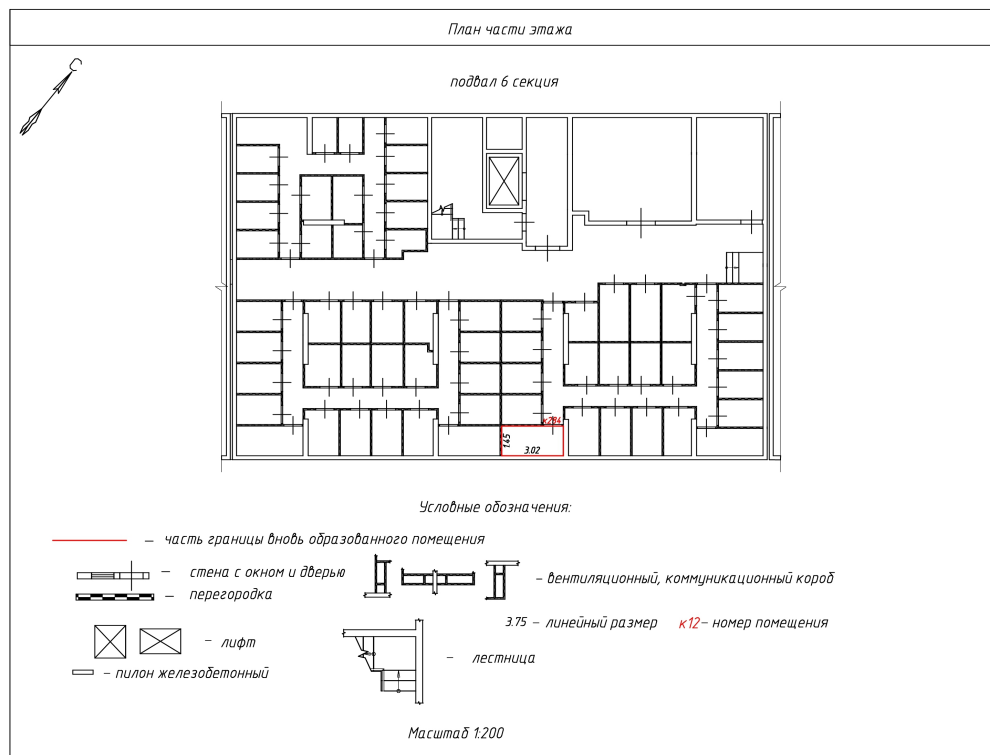 План части этажа
С
подвал 6 секция
к284
1.45
3.02
Условные обозначения:
– часть границы вновь образованного помещения
– стена с окном и дверью
– перегородка
– вентиляционный, коммуникационный короб
3.75 – линейный размер к12– номер помещения
– лифт
– лестница
– пилон железобетонный
Масштаб 1:200